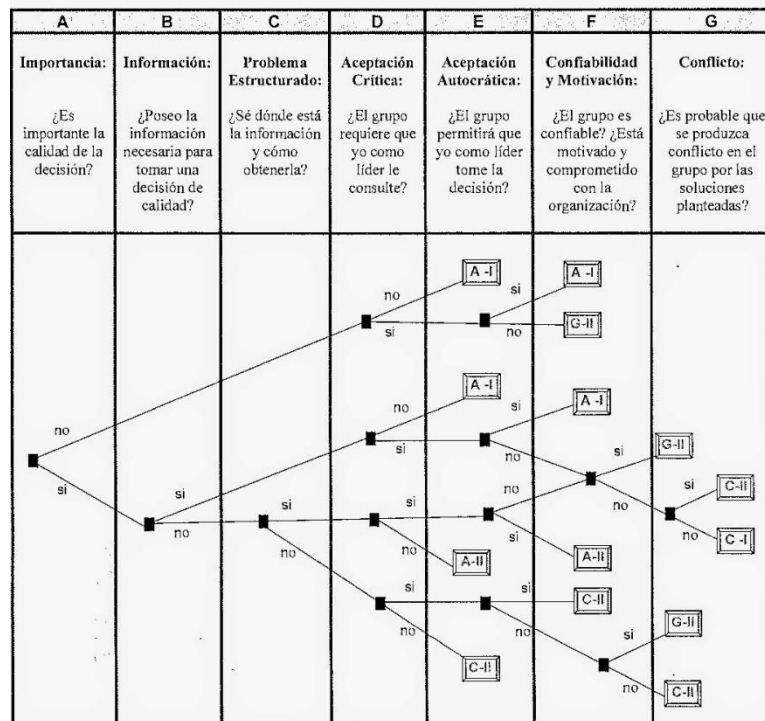 A B C D E F G
Importancia: Información: Problema Estructurado: Aceptación Crítica: Aceptación Autocrática: Confiabilidad y Motivación: Conflicto:
¿Es
importante la
calidad de la
decisión?
¿Poseo la
información
necesaria para
tomar una
decisión de
calidad?
¿Sé dónde está
la información
y cómo
obtenerla?
¿El grupo
requiere que
yo como
líder le
consulte?
¿El grupo
permitirá que
yo como líder
tome la
decisión?
¿El grupo es
confiable? ¿Está
motivado y
comprometido
con la
organización?
¿Es probable que
se produzca
conflicto en el
grupo por las
soluciones
planteadas?
A -I A -I
no si
si no G-II
A -I
no si A -I
no si si no si G-II
si C-II
si si no no
no si si no C -I
no no si A-II
A-II
si si C-II
no no si G-II
C-II no C-II